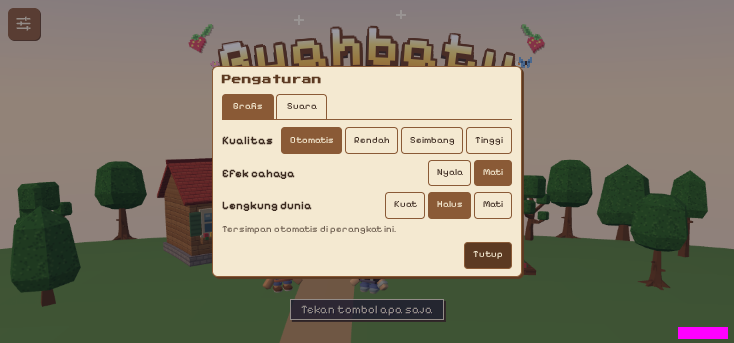 Pengaturan
Grafis Suara
Kualitas Otomatis Rendah Seimbang Tinggi
Efek cahaya Nyala Mati
Lengkung dunia Kuat Halus Mati
Tersimpan otomatis di perangkat ini.
Tutup
Tekan tombol apa saja